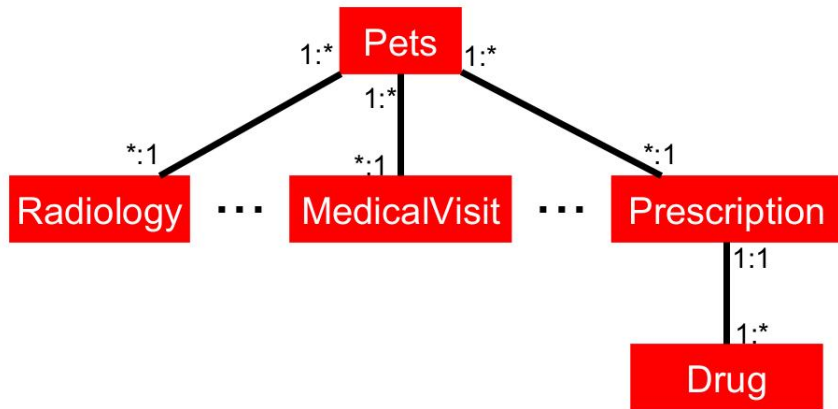 Pets
1:* 1:*
1:*
*:1 *:1 *:1
Radiology ... MedicalVisit ... Prescription
1:1
1:*
Drug